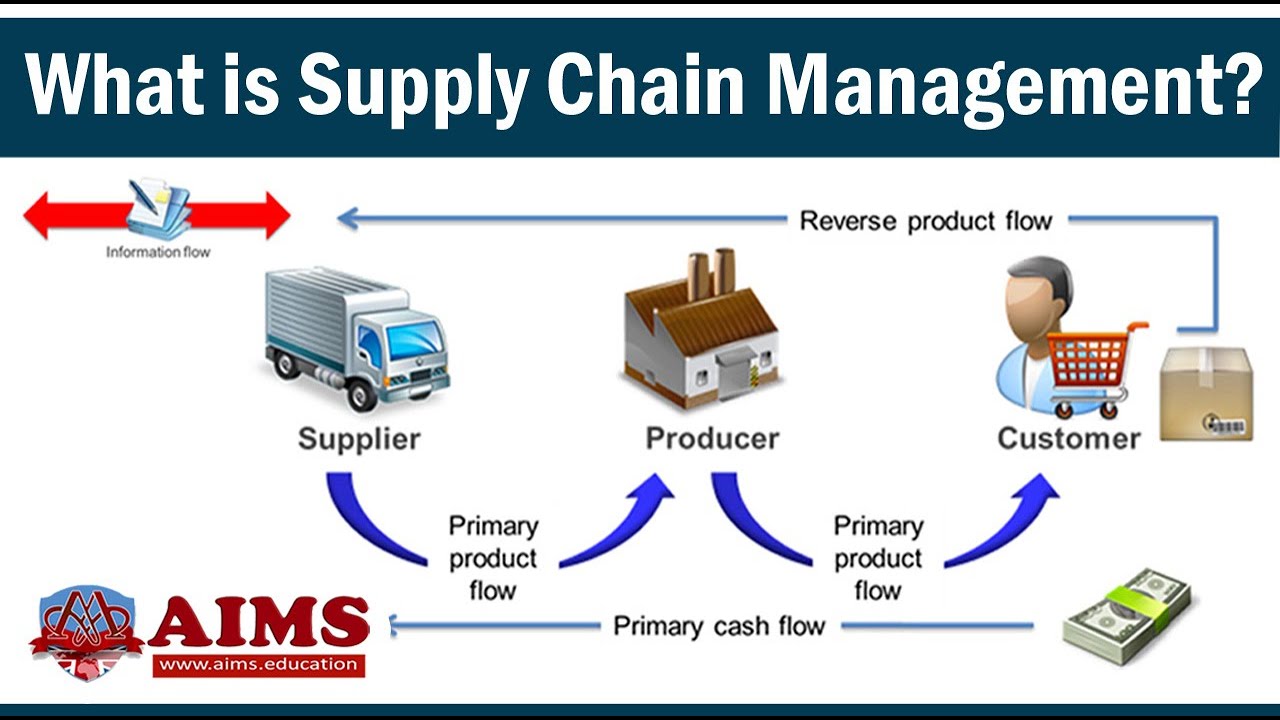 What is Supply Chain Management?
Information flow
Reverse product flow
Supplier
Producer
Customer
Primary
product
flow
Primary
product
flow
Primary cash flow
AIMS
www.aims.education